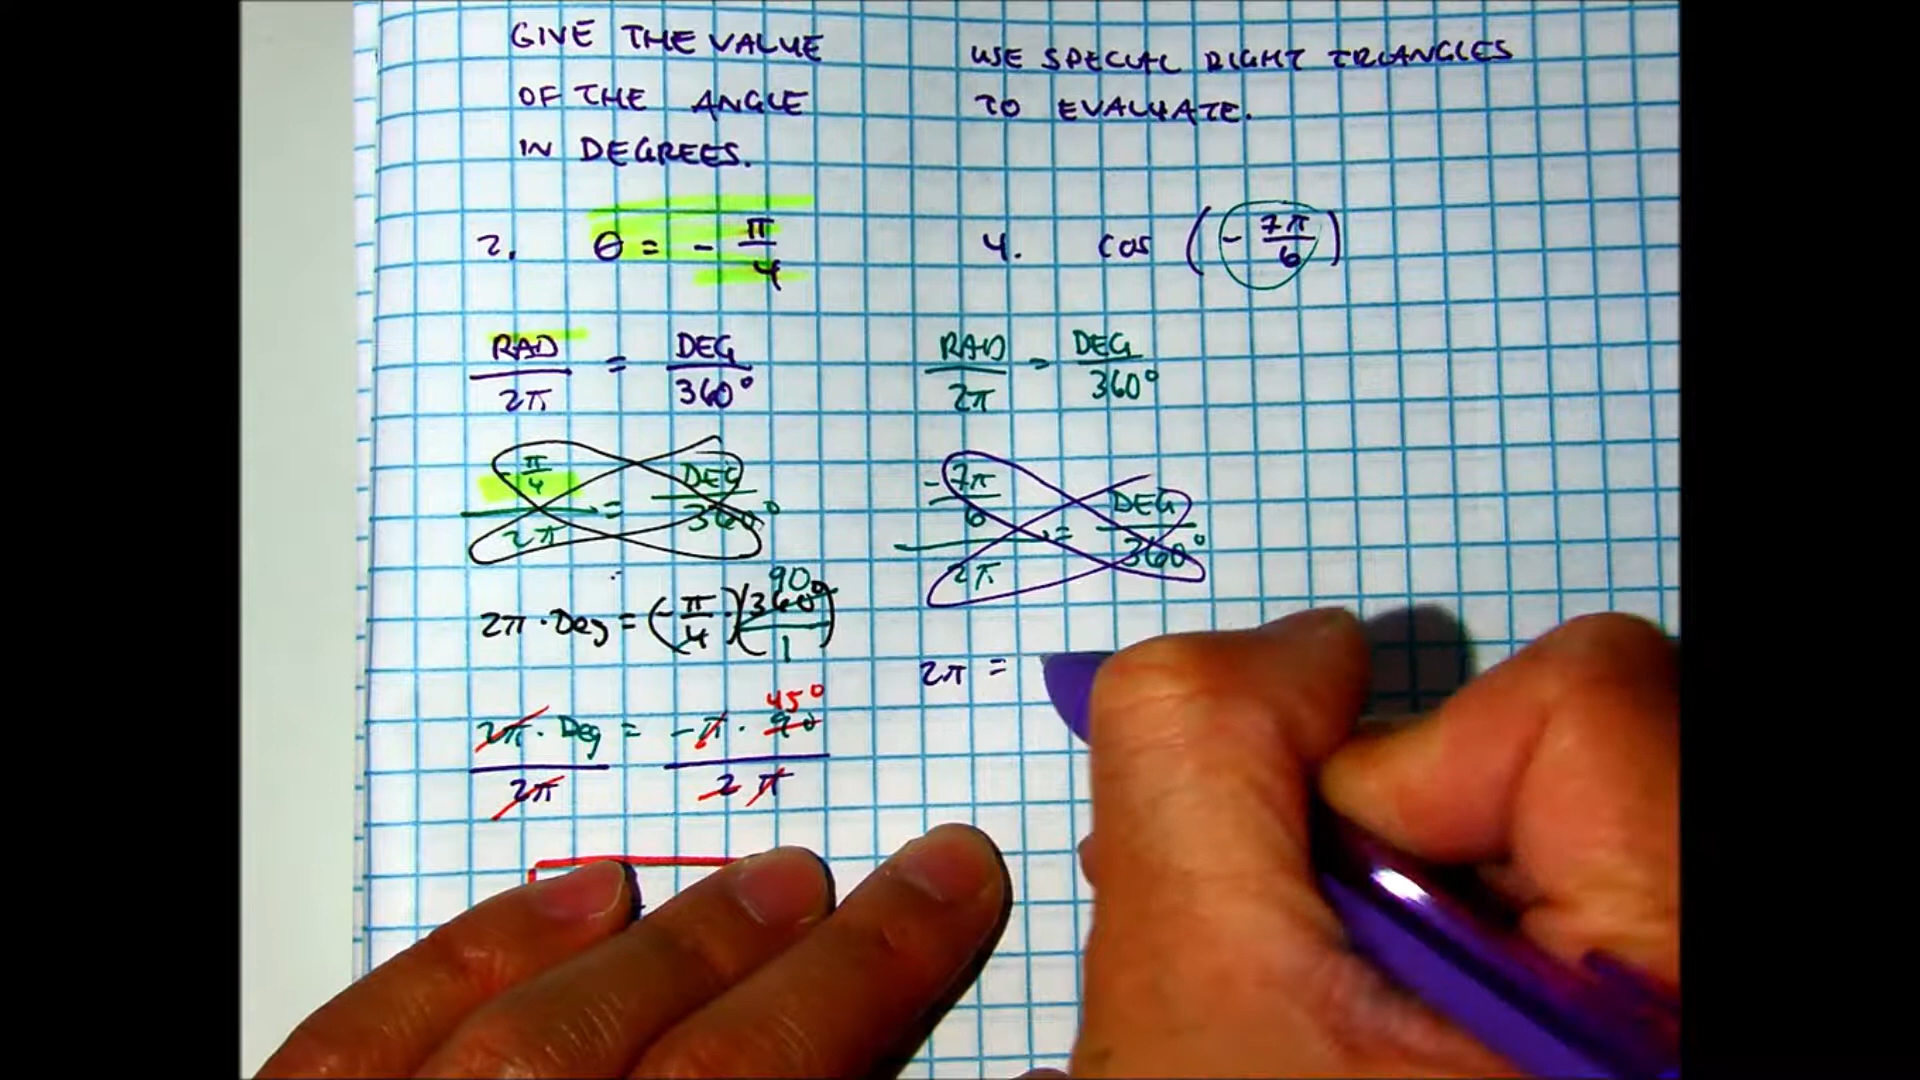 GIVE THE VALUE
OF THE ANGLE
IN DEGREES.
2. θ = - π/4
RAD/2π = DEG/360°
-π/4 / 2π = DEG/360°
2π · Deg = (-π/4)(360°/1) 90
2π · Deg / 2π = -π · 90 / 2π 45°
USE SPECIAL RIGHT TRIANGLES
TO EVALUATE.
4. cos (- 7π/6)
RAD/2π = DEG/360°
-7π/6 / 2π = DEG/360°
2π =